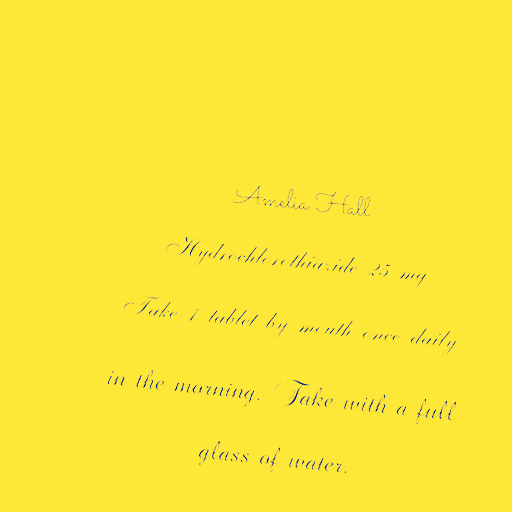 Amelia Hall
Hydrochlorothiazide 25 mg
Take 1 tablet by mouth once daily
in the morning. Take with a full
glass of water.